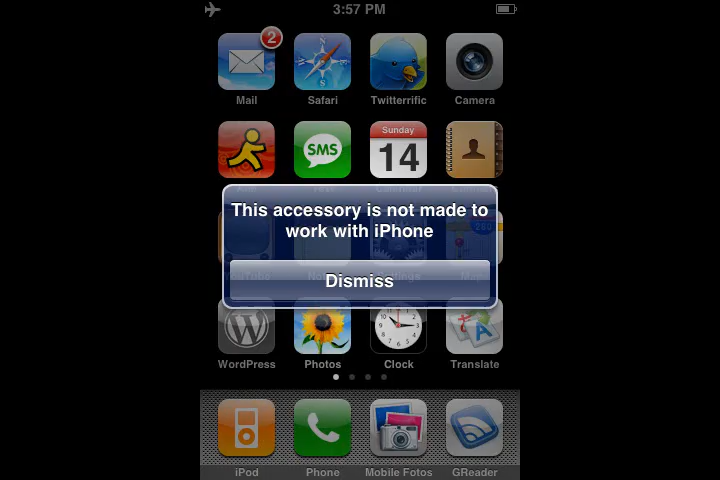 3:57 PM
2
Mail Safari Twitterrific Camera
SMS
Sunday
14
This accessory is not made to
work with iPhone
Dismiss
WordPress Photos Clock Translate
iPod Phone Mobile Fotos GReader